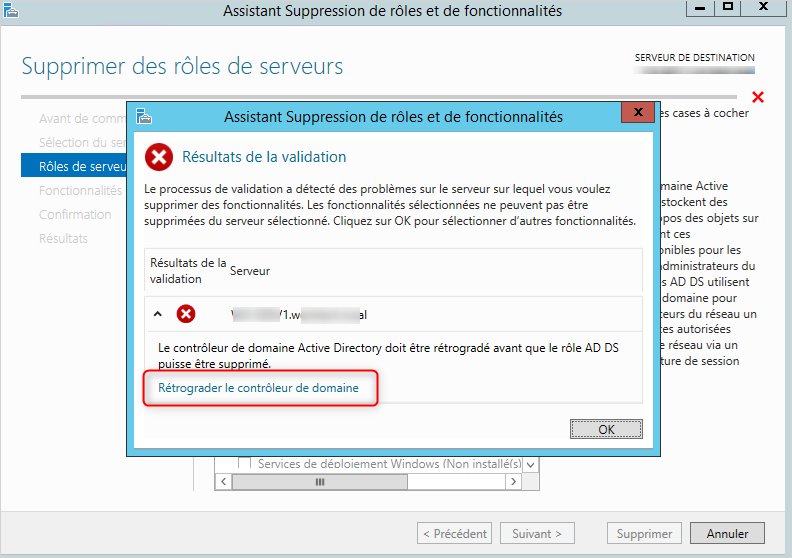 Assistant Suppression de rôles et de fonctionnalités
Supprimer des rôles de serveurs
SERVEUR DE DESTINATION
Avant de comm
Sélection du ser
Rôles de serveu
Fonctionnalités
Confirmation
Résultats
es cases à cocher
maine Active
stockent des
opos des objets sur
nt ces
onibles pour les
administrateurs du
s AD DS utilisent
domaine pour
teurs du réseau un
ces autorisées
e réseau via un
ture de session
Assistant Suppression de rôles et de fonctionnalités
Résultats de la validation
Le processus de validation a détecté des problèmes sur le serveur sur lequel vous voulez
supprimer des fonctionnalités. Les fonctionnalités sélectionnées ne peuvent pas être
supprimées du serveur sélectionné. Cliquez sur OK pour sélectionner d'autres fonctionnalités.
Résultats de la
validation
Serveur
1.w
al
Le contrôleur de domaine Active Directory doit être rétrogradé avant que le rôle AD DS
puisse être supprimé.
Rétrograder le contrôleur de domaine
OK
Services de déploiement Windows (Non installé(s)
< Précédent
Suivant >
Supprimer
Annuler